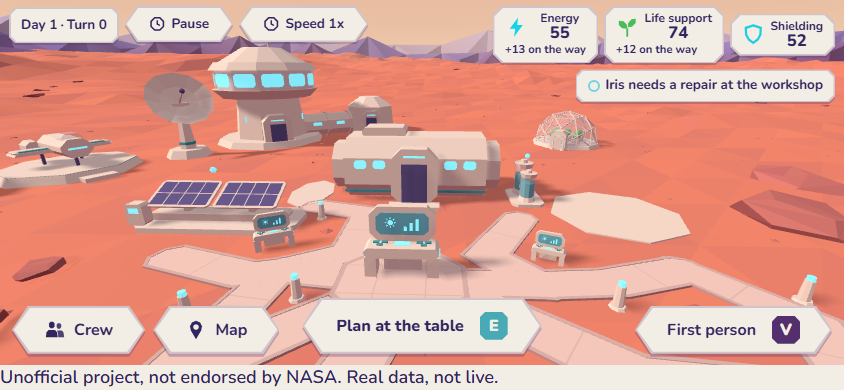 Day 1 · Turn 0
Pause
Speed 1x
Energy
55
+13 on the way
Life support
74
+12 on the way
Shielding
52
Iris needs a repair at the workshop
Crew
Map
Plan at the table E
First person V
Unofficial project, not endorsed by NASA. Real data, not live.